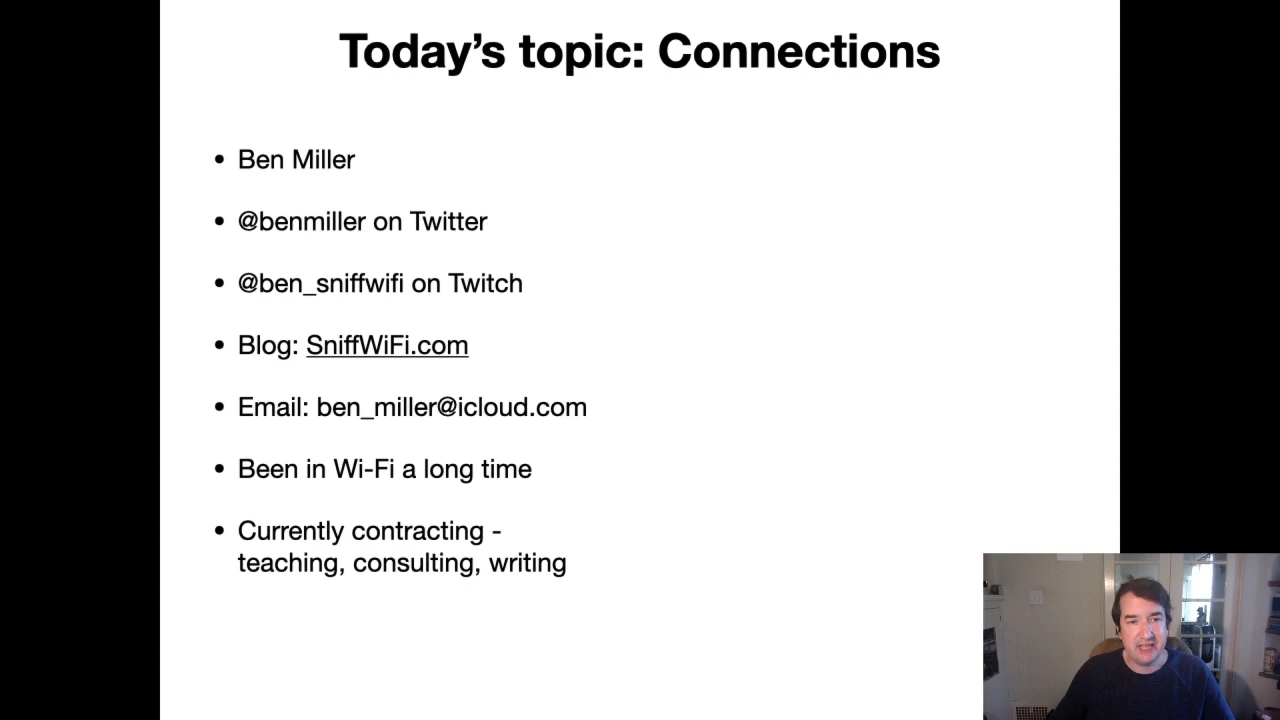 Today’s topic: Connections
• Ben Miller
• @benmiller on Twitter
• @ben_sniffwifi on Twitch
• Blog: SniffWiFi.com
• Email: ben_miller@icloud.com
• Been in Wi-Fi a long time
• Currently contracting -
teaching, consulting, writing